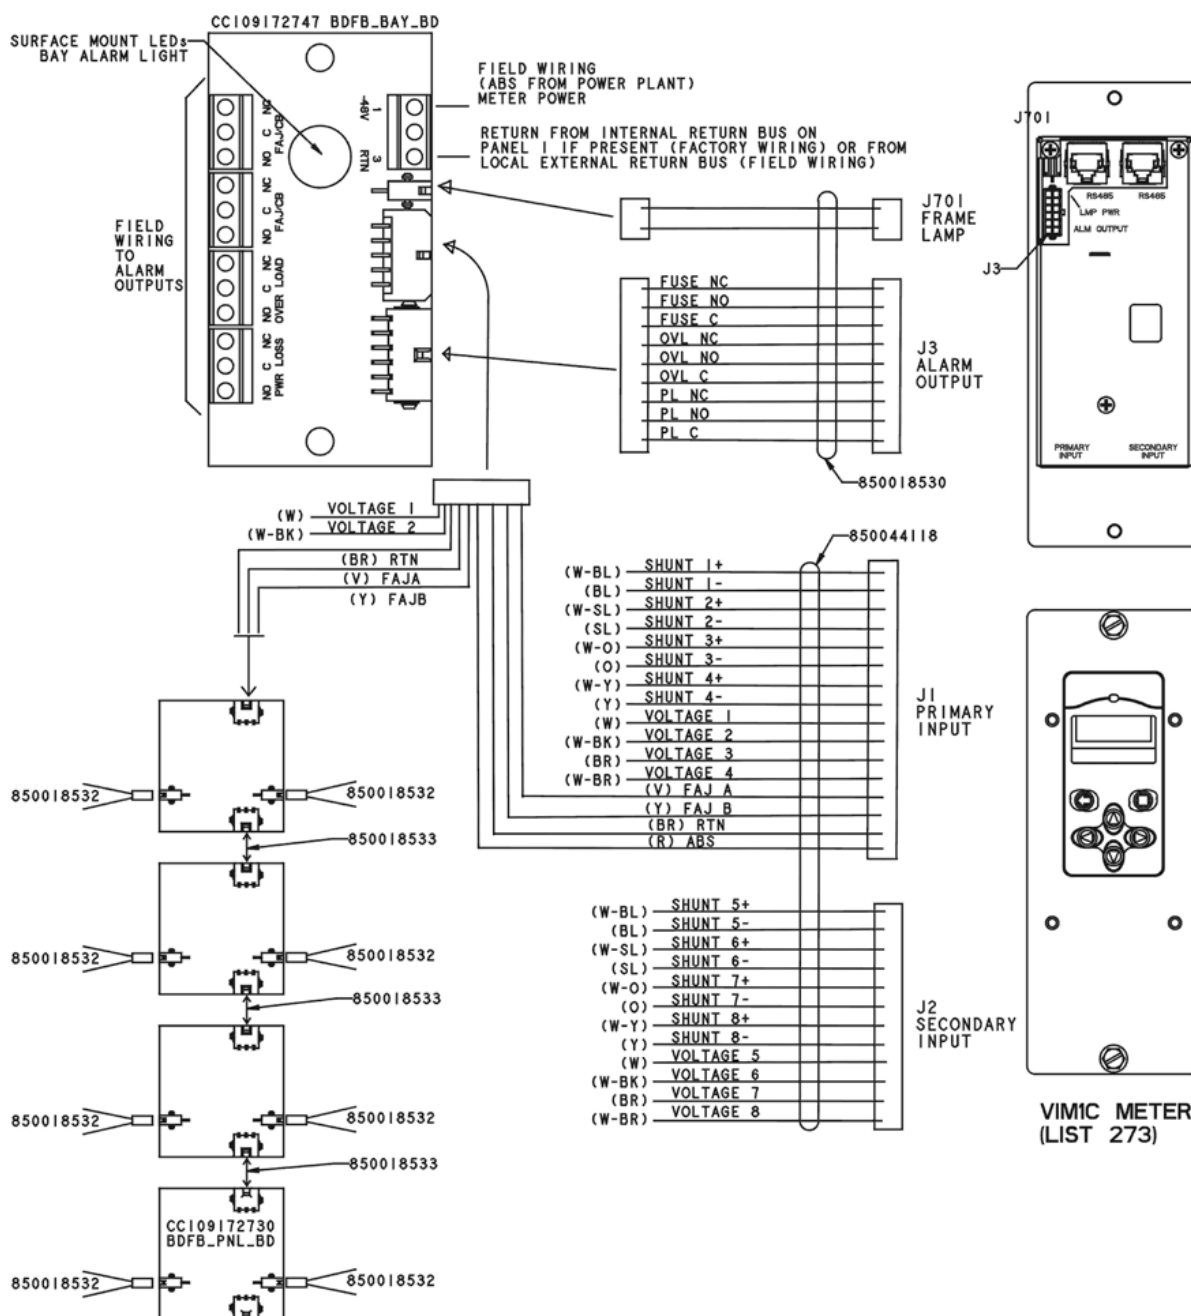 CC109172747 BDFB_BAY_BD
SURFACE MOUNT LEDs
BAY ALARM LIGHT
FIELD WIRING
(ABS FROM POWER PLANT)
METER POWER
RETURN FROM INTERNAL RETURN BUS ON
PANEL 1 IF PRESENT (FACTORY WIRING) OR FROM
LOCAL EXTERNAL RETURN BUS (FIELD WIRING)
-48V 1
RTN 3
NO C NC
FAJ/CB
NO C NC
FAJ/CB
NO C NC
OVER LOAD
NO C NC
PWR LOSS
FIELD
WIRING
TO
ALARM
OUTPUTS
J701
FRAME
LAMP
FUSE NC
FUSE NO
FUSE C
OVL NC
OVL NO
OVL C
PL NC
PL NO
PL C
J3
ALARM
OUTPUT
850018530
J701
RS485 RS485
LMP PWR
ALM OUTPUT
J3
PRIMARY
INPUT
SECONDARY
INPUT
(W) VOLTAGE 1
(W-BK) VOLTAGE 2
(BR) RTN
(V) FAJA
(Y) FAJB
850044118
(W-BL) SHUNT 1+
(BL) SHUNT 1-
(W-SL) SHUNT 2+
(SL) SHUNT 2-
(W-O) SHUNT 3+
(O) SHUNT 3-
(W-Y) SHUNT 4+
(Y) SHUNT 4-
(W) VOLTAGE 1
(W-BK) VOLTAGE 2
(BR) VOLTAGE 3
(W-BR) VOLTAGE 4
(V) FAJ A
(Y) FAJ B
(BR) RTN
(R) ABS
J1
PRIMARY
INPUT
(W-BL) SHUNT 5+
(BL) SHUNT 5-
(W-SL) SHUNT 6+
(SL) SHUNT 6-
(W-O) SHUNT 7+
(O) SHUNT 7-
(W-Y) SHUNT 8+
(Y) SHUNT 8-
(W) VOLTAGE 5
(W-BK) VOLTAGE 6
(BR) VOLTAGE 7
(W-BR) VOLTAGE 8
J2
SECONDARY
INPUT
850018532 850018532
850018533
850018532 850018532
850018533
850018532 850018532
850018533
CC109172730
BDFB_PNL_BD
850018532 850018532
VIM1C METER
(LIST 273)